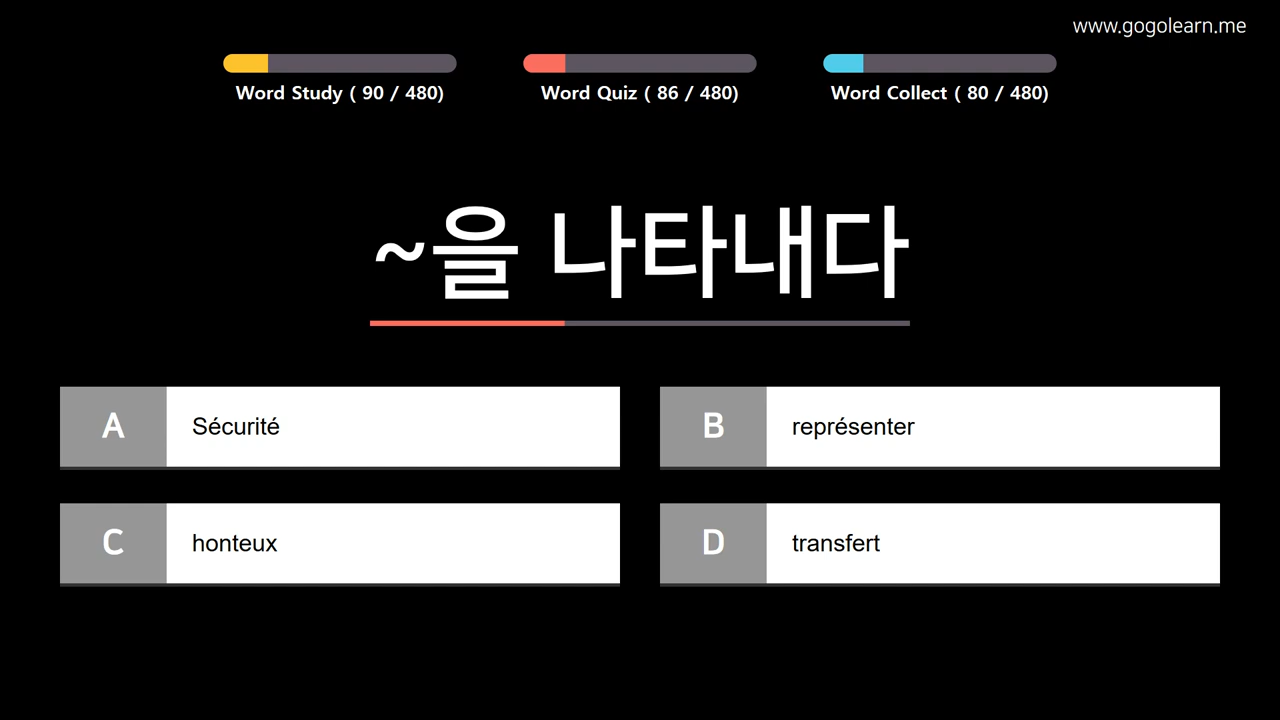 www.gogolearn.me
Word Study ( 90 / 480)
Word Quiz ( 86 / 480)
Word Collect ( 80 / 480)
~을 나타내다
A Sécurité
B représenter
C honteux
D transfert